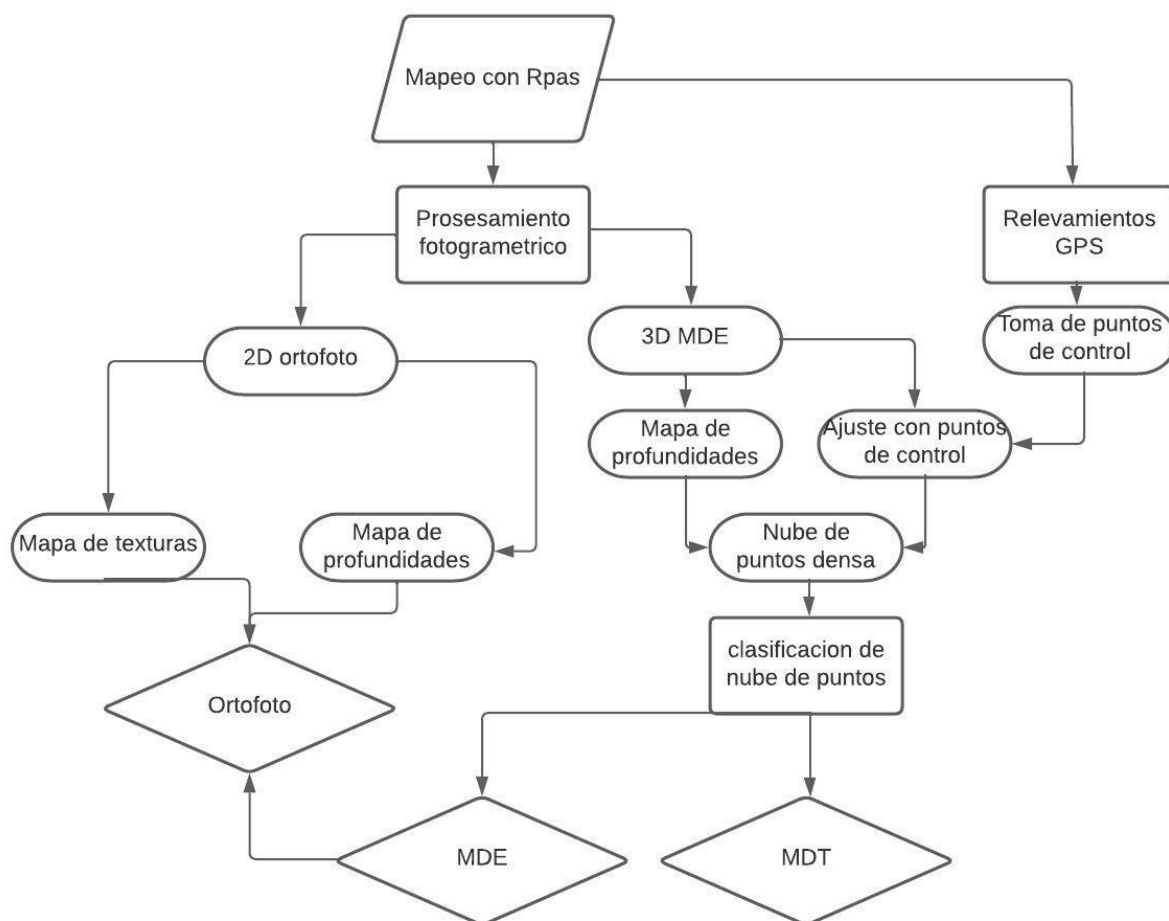 Mapeo con Rpas
Prosesamiento
fotogrametrico
Relevamientos
GPS
2D ortofoto
3D MDE
Toma de puntos
de control
Mapa de
profundidades
Ajuste con puntos
de control
Mapa de texturas
Mapa de
profundidades
Nube de
puntos densa
clasificacion de
nube de puntos
Ortofoto
MDE
MDT